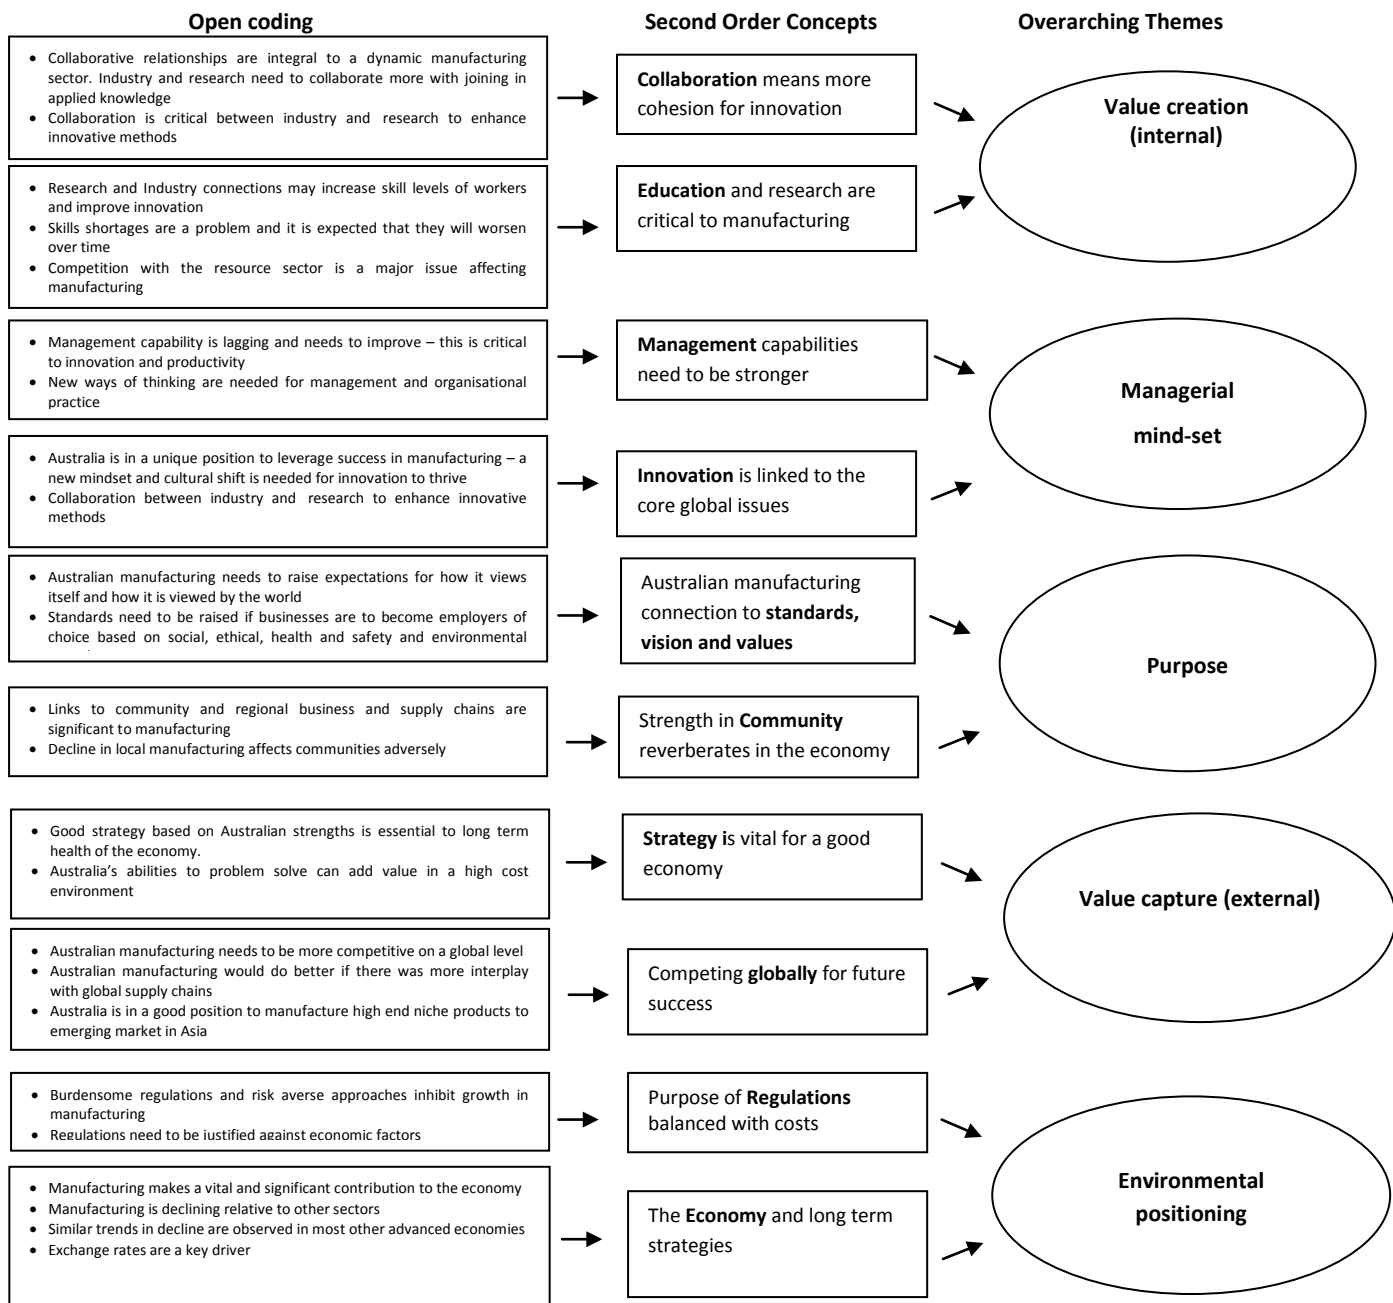 Open coding
Second Order Concepts
Overarching Themes
• Collaborative relationships are integral to a dynamic manufacturing
sector. Industry and research need to collaborate more with joining in
applied knowledge
• Collaboration is critical between industry and research to enhance
innovative methods
Collaboration means more
cohesion for innovation
Value creation
(internal)
• Research and Industry connections may increase skill levels of workers
and improve innovation
• Skills shortages are a problem and it is expected that they will worsen
over time
• Competition with the resource sector is a major issue affecting
manufacturing
Education and research are
critical to manufacturing
• Management capability is lagging and needs to improve – this is critical
to innovation and productivity
• New ways of thinking are needed for management and organisational
practice
Management capabilities
need to be stronger
Managerial
mind-set
• Australia is in a unique position to leverage success in manufacturing – a
new mindset and cultural shift is needed for innovation to thrive
• Collaboration between industry and research to enhance innovative
methods
Innovation is linked to the
core global issues
• Australian manufacturing needs to raise expectations for how it views
itself and how it is viewed by the world
• Standards need to be raised if businesses are to become employers of
choice based on social, ethical, health and safety and environmental
Australian manufacturing
connection to standards,
vision and values
Purpose
• Links to community and regional business and supply chains are
significant to manufacturing
• Decline in local manufacturing affects communities adversely
Strength in Community
reverberates in the economy
• Good strategy based on Australian strengths is essential to long term
health of the economy.
• Australia's abilities to problem solve can add value in a high cost
environment
Strategy is vital for a good
economy
Value capture (external)
• Australian manufacturing needs to be more competitive on a global level
• Australian manufacturing would do better if there was more interplay
with global supply chains
• Australia is in a good position to manufacture high end niche products to
emerging market in Asia
Competing globally for future
success
• Burdensome regulations and risk averse approaches inhibit growth in
manufacturing
• Regulations need to be justified against economic factors
Purpose of Regulations
balanced with costs
Environmental
positioning
• Manufacturing makes a vital and significant contribution to the economy
• Manufacturing is declining relative to other sectors
• Similar trends in decline are observed in most other advanced economies
• Exchange rates are a key driver
The Economy and long term
strategies